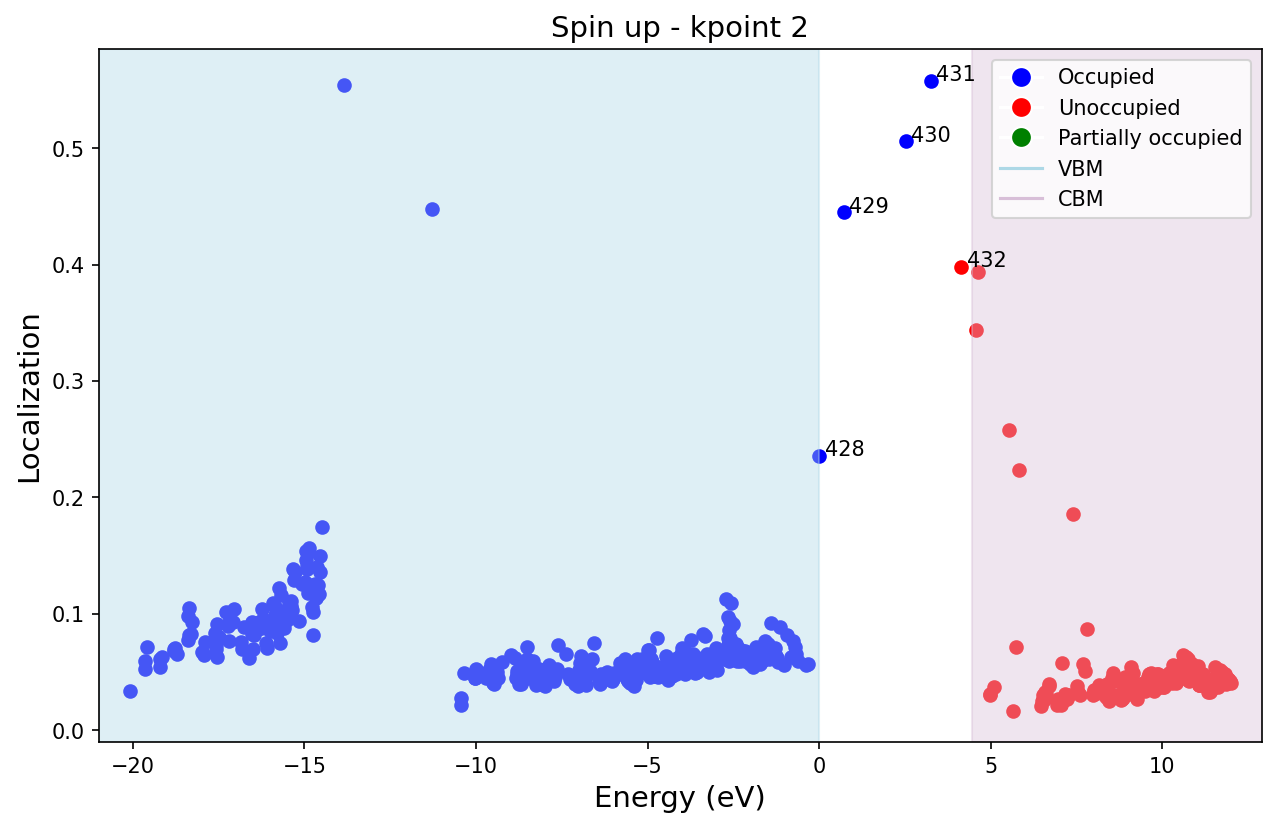 Spin up - kpoint 2
Localization
0.5
0.4
0.3
0.2
0.1
0.0
431
430
429
432
428
Occupied
Unoccupied
Partially occupied
VBM
CBM
−20
−15
−10
−5
0
5
10
Energy (eV)